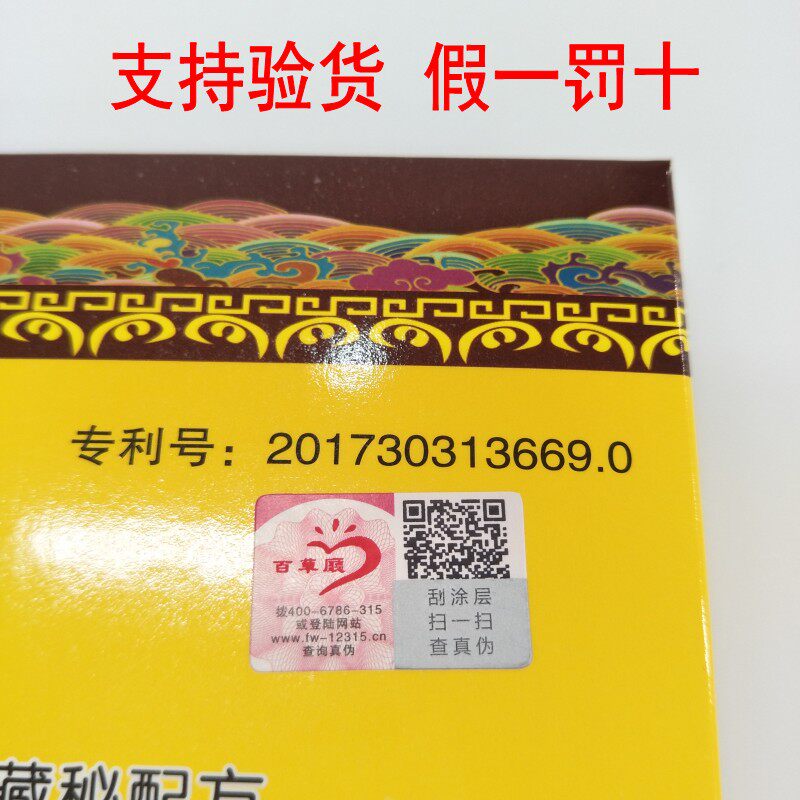 支持验货 假一罚十
专利号：201730313669.0
百草愿
拨400-6786-315
或登陆网站
www.fw-12315.cn
查询真伪
刮涂层
扫一扫
查真伪
藏秘配方